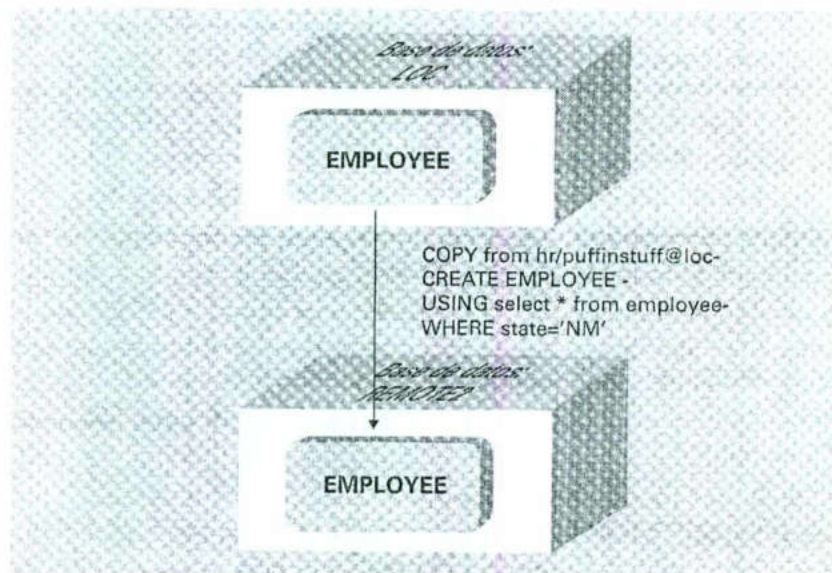 Base de datos:
LOC
EMPLOYEE
COPY from hr/puffinstuff@loc-
CREATE EMPLOYEE -
USING select * from employee-
WHERE state='NM'
Base de datos:
REMOTE2
EMPLOYEE